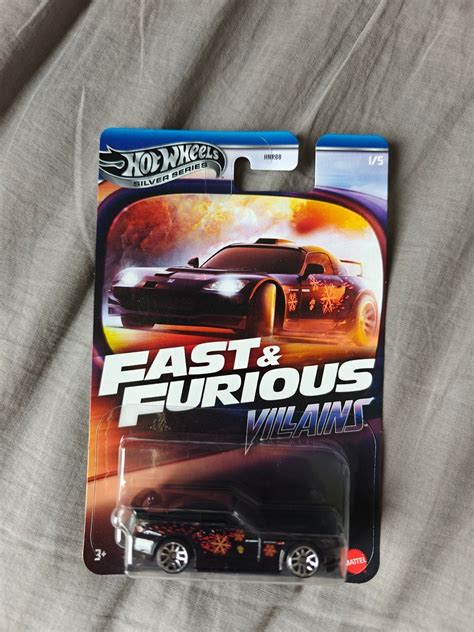 HNR88
1/5
HOT WHEELS
SILVER SERIES
FAST &
FURIOUS
VILLAINS
3+
MATTEL